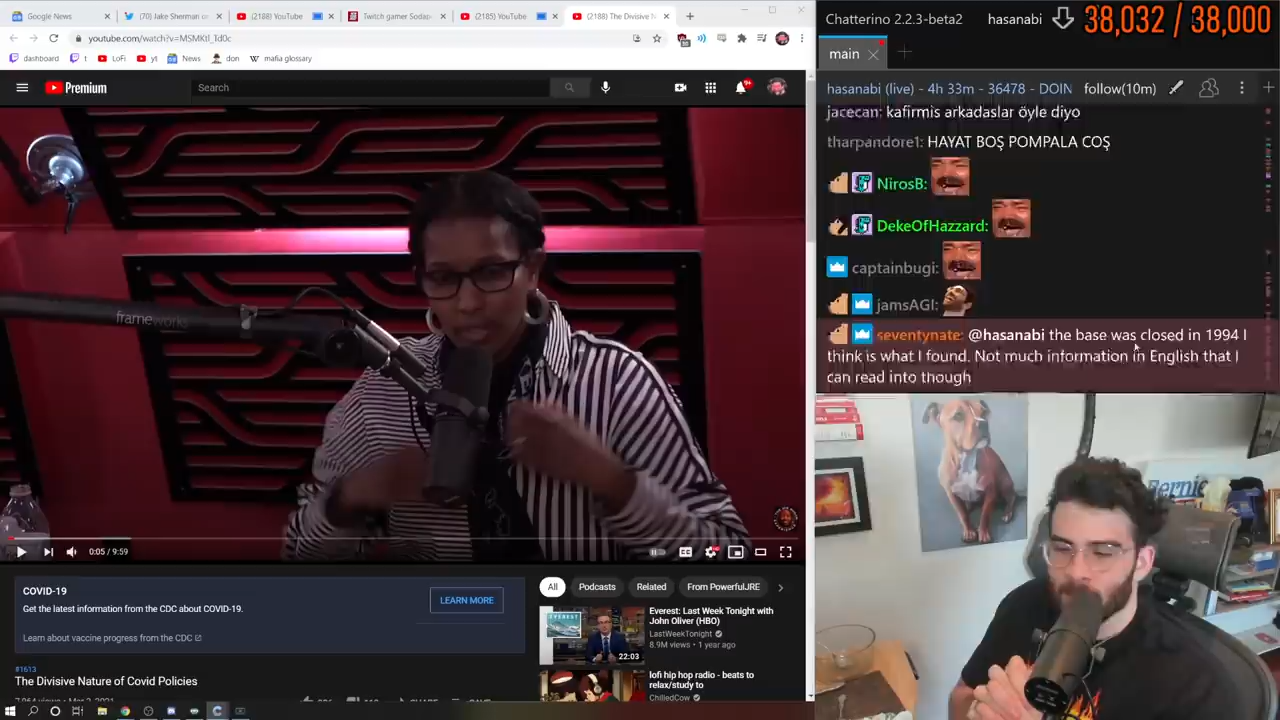 Google News
(70) Jake Sherman on
(2188) YouTube
Twitch gamer Sodap
(2185) YouTube
(2188) The Divisive N
youtube.com/watch?v=MSMKtl_Td0c
dashboard
t
LoFi
yt
News
don
mafia glossary
Premium
Search
9+
frameworks
0:05 / 9:59
COVID-19
Get the latest information from the CDC about COVID-19.
LEARN MORE
Learn about vaccine progress from the CDC
#1613
The Divisive Nature of Covid Policies
All
Podcasts
Related
From PowerfulJRE
Everest: Last Week Tonight with
John Oliver (HBO)
LastWeekTonight
8.9M views • 1 year ago
22:03
lofi hip hop radio - beats to
relax/study to
ChilledCow
Chatterino 2.2.3-beta2
hasanabi
38,032 / 38,000
main
hasanabi (live) - 4h 33m - 36478 - DOIN
follow(10m)
jacecan: kafirmis arkadaslar öyle diyo
tharpandore1: HAYAT BOŞ POMPALA COŞ
NirosB:
DekeOfHazzard:
captainbugi:
jamsAGI:
seventynate: @hasanabi the base was closed in 1994 I
think is what I found. Not much information in English that I
can read into though
Bernie